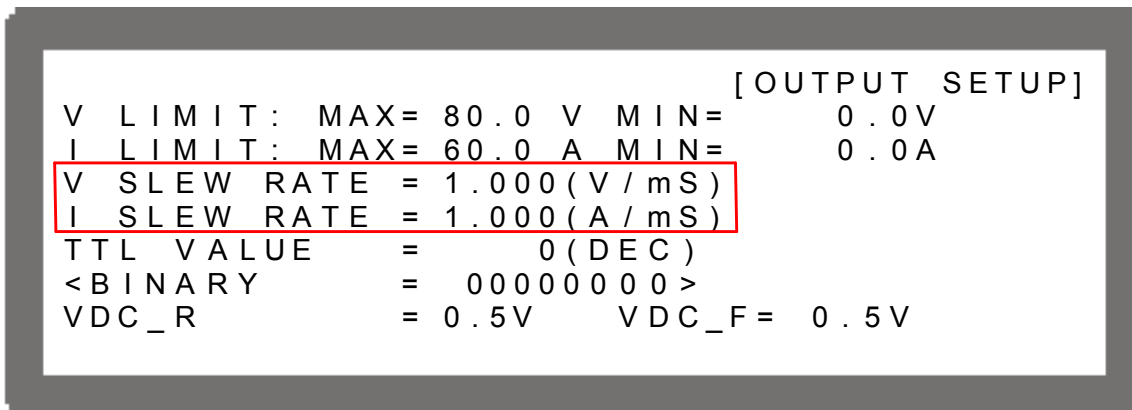 [OUTPUT SETUP]
V LIMIT: MAX= 80.0 V MIN= 0.0V
I LIMIT: MAX= 60.0 A MIN= 0.0A
V SLEW RATE = 1.000(V/mS)
I SLEW RATE = 1.000(A/mS)
TTL VALUE = 0(DEC)
<BINARY = 00000000>
VDC_R = 0.5V VDC_F= 0.5V